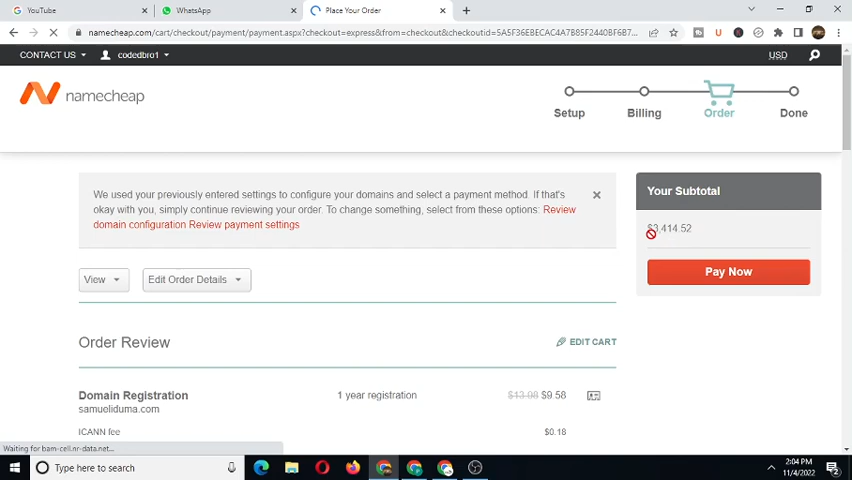 YouTube
WhatsApp
Place Your Order
namecheap.com/cart/checkout/payment/payment.aspx?checkout=express&from=checkout&checkoutid=5A5F36EBECAC4A7B85F2440BF6B7...
CONTACT US
codedbro1
USD
namecheap
Setup
Billing
Order
Done
We used your previously entered settings to configure your domains and select a payment method. If that's
okay with you, simply continue reviewing your order. To change something, select from these options: Review
domain configuration Review payment settings
Your Subtotal
$3,414.52
Pay Now
View
Edit Order Details
Order Review
EDIT CART
Domain Registration
1 year registration
$13.98 $9.58
samueliduma.com
ICANN fee
$0.18
Waiting for bam-cell.nr-data.net...
Type here to search
2:04 PM
11/4/2022
2